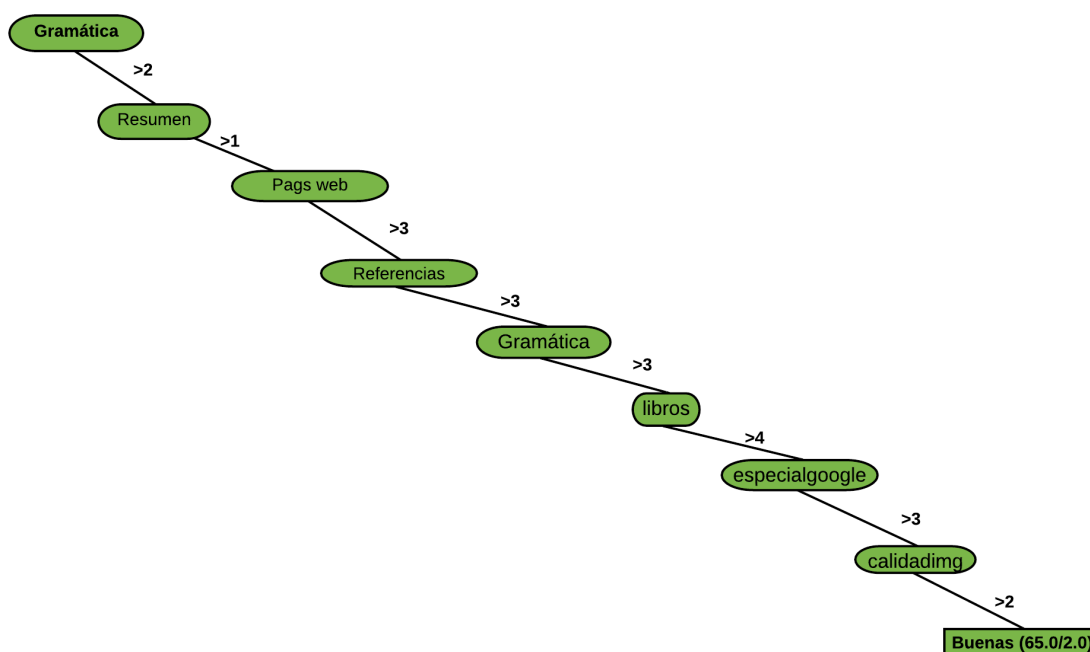 Gramática
>2
Resumen
>1
Pags web
>3
Referencias
>3
Gramática
>3
libros
>4
especialgoogle
>3
calidadimg
>2
Buenas (65.0/2.0)